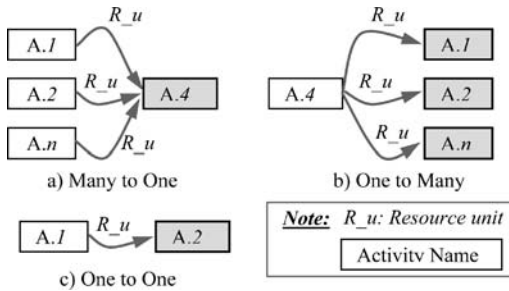 R_u
A.1
A.2
R_u
A.4
A.n
R_u
a) Many to One
R_u
A.1
A.4
R_u
A.2
R_u
A.n
b) One to Many
A.1
R_u
A.2
c) One to One
Note: R_u: Resource unit
Activity Name